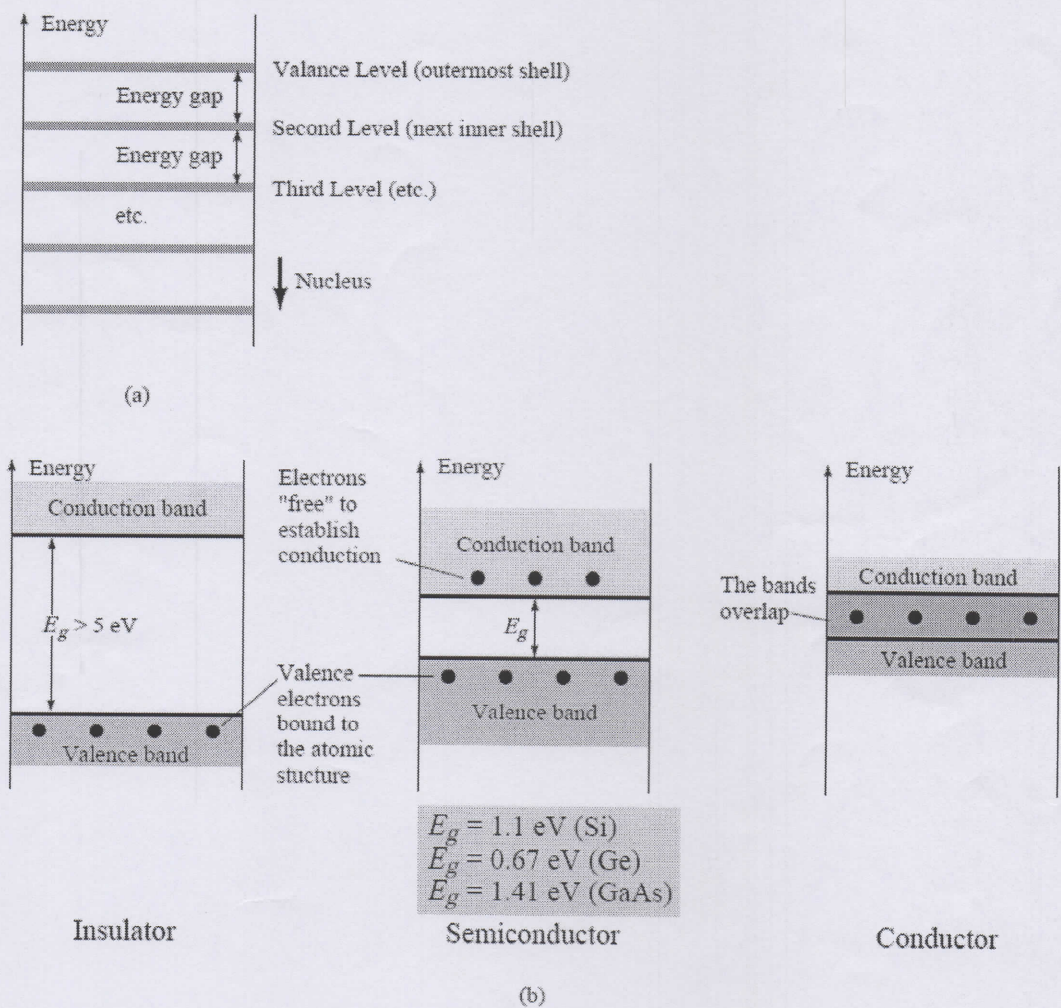 Energy
Valance Level (outermost shell)
Energy gap
Second Level (next inner shell)
Energy gap
Third Level (etc.)
etc.
Nucleus
(a)
Energy
Conduction band
E_g > 5 eV
Valence band
Electrons
"free" to
establish
conduction
Valence
electrons
bound to
the atomic
stucture
Energy
Conduction band
E_g
Valence band
E_g = 1.1 eV (Si)
E_g = 0.67 eV (Ge)
E_g = 1.41 eV (GaAs)
Energy
The bands
overlap
Conduction band
Valence band
Insulator
Semiconductor
Conductor
(b)